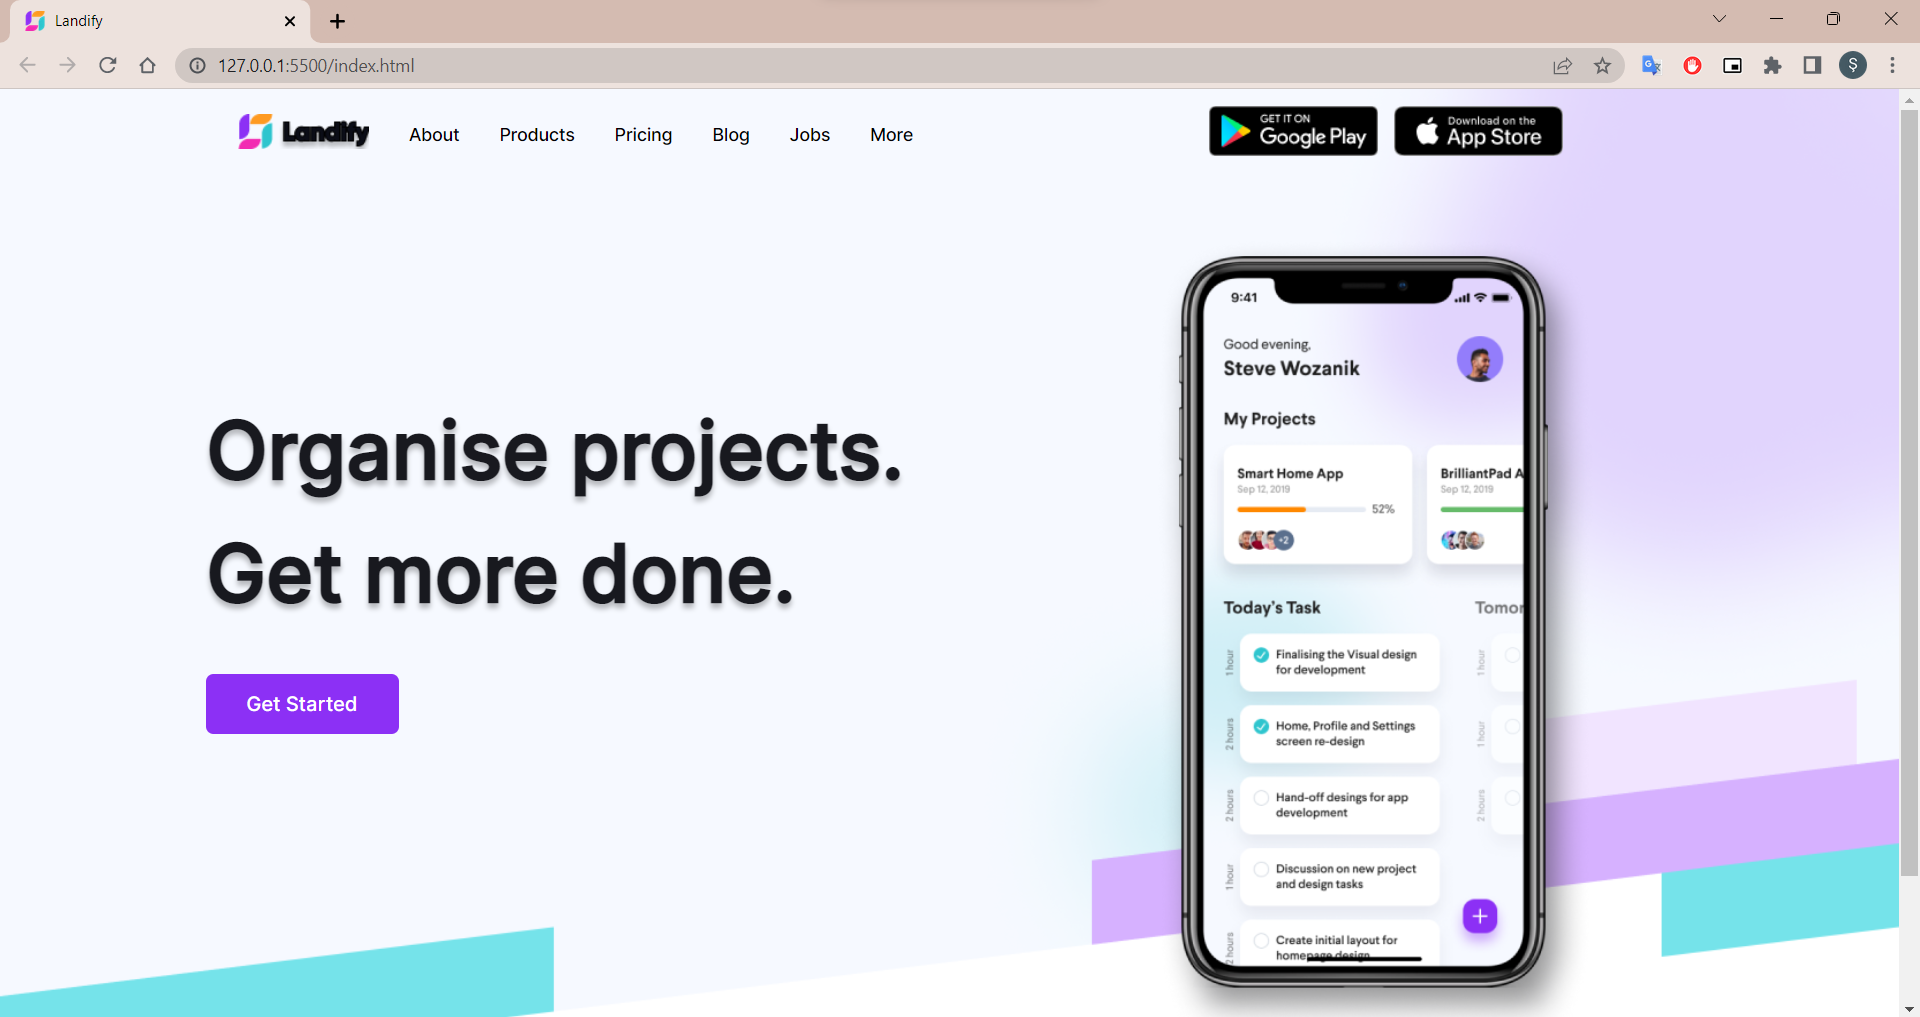 Landify
127.0.0.1:5500/index.html
Ş
Landify
About
Products
Pricing
Blog
Jobs
More
GET IT ON
Google Play
Download on the
App Store
Organise projects.
Get more done.
Get Started
9:41
Good evening,
Steve Wozanik
My Projects
Smart Home App
Sep 12, 2019
52%
+2
BrilliantPad A
Sep 12, 2019
Today's Task
Tomor
1 hour
Finalising the Visual design
for development
1 hour
2 hours
Home, Profile and Settings
screen re-design
1 hour
2 hours
Hand-off desings for app
development
2 hours
1 hour
Discussion on new project
and design tasks
2 hours
Create initial layout for
homepage design